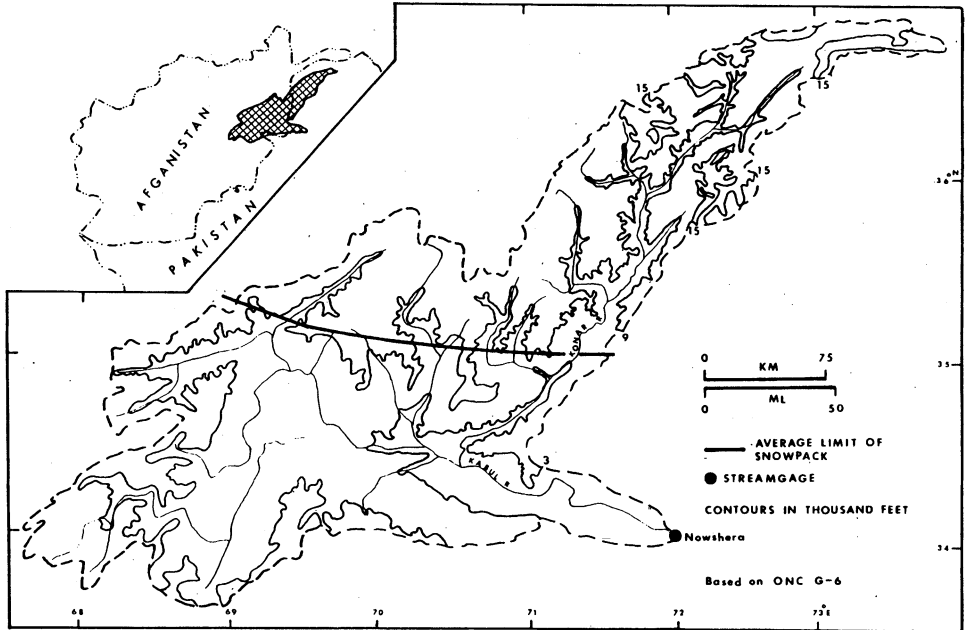 AFGANISTAN
PAKISTAN
15
15
15
15
36°N
9
35
0 75
KM
ML
0 50
AVERAGE LIMIT OF
SNOWPACK
3
KABUL R
STREAMGAGE
CONTOURS IN THOUSAND FEET
Nowshera
34
Based on ONC G-6
68 69 70 71 72 73°E